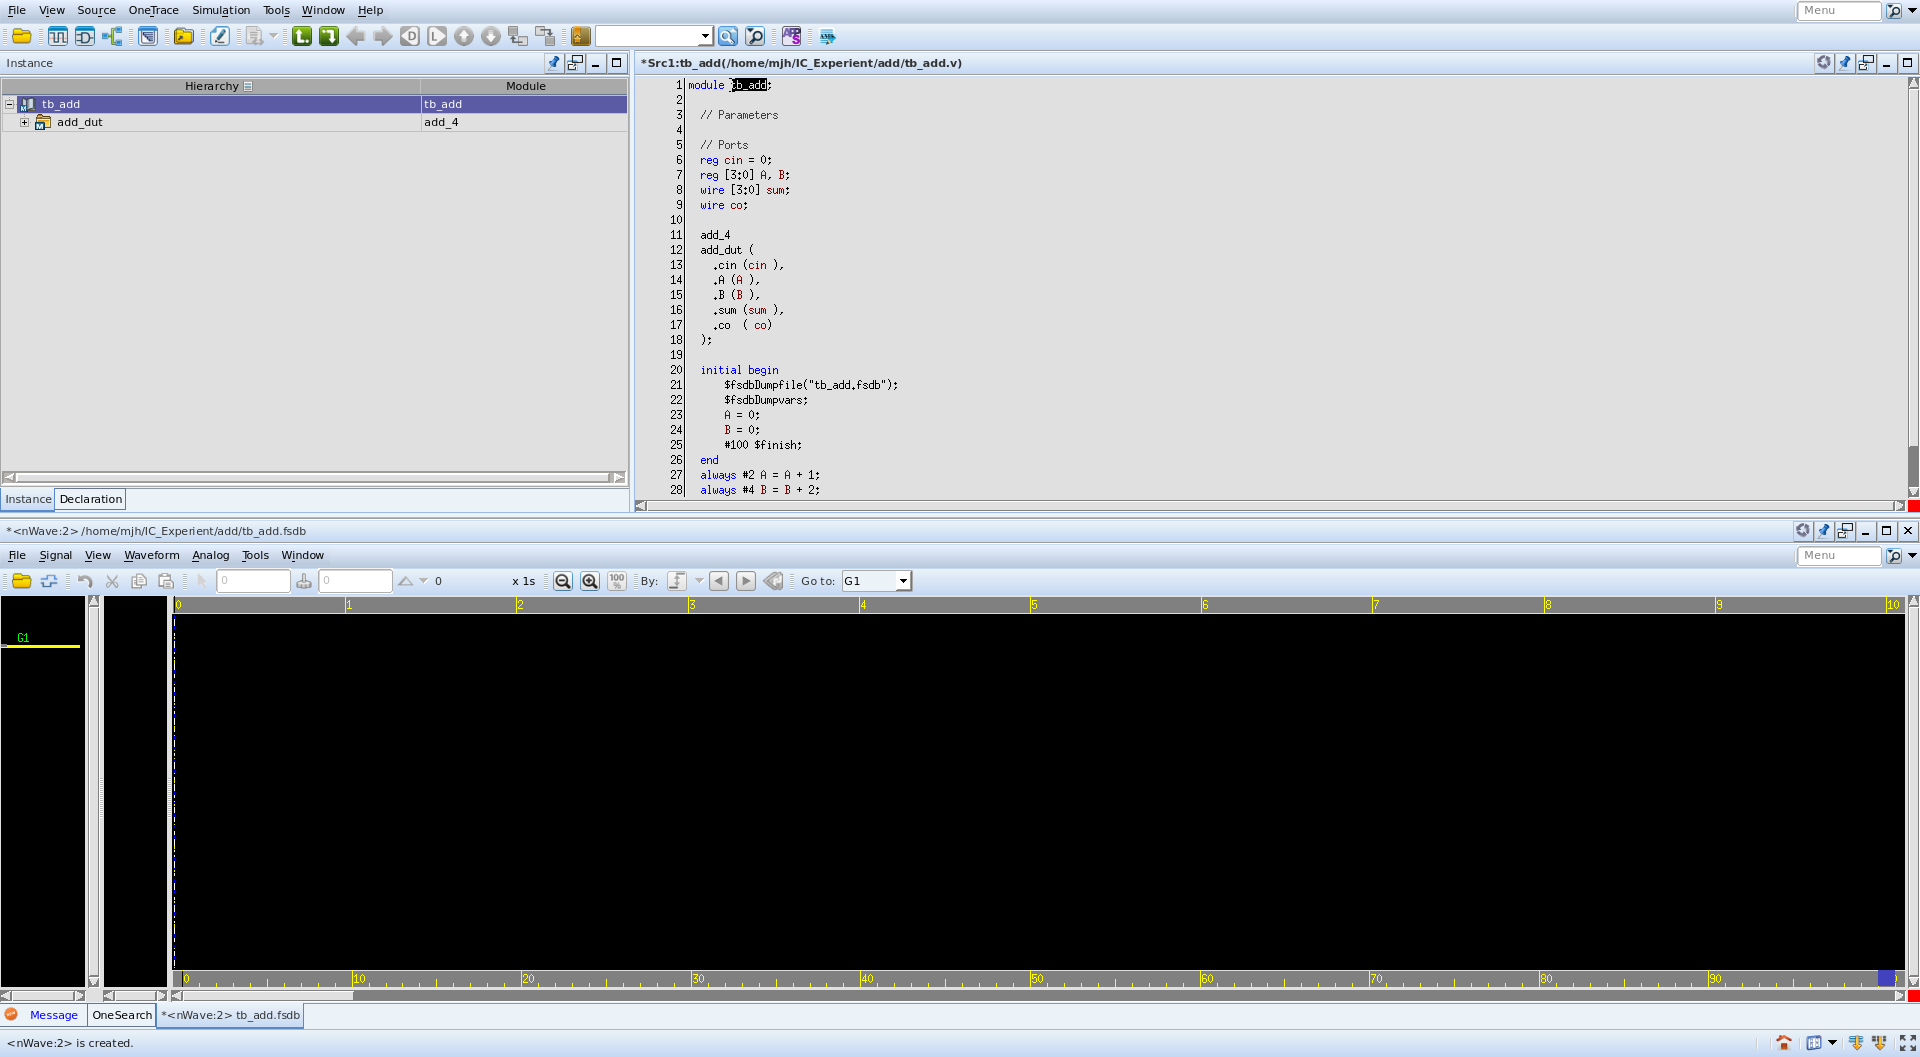 File View Source OneTrace Simulation Tools Window Help Menu
Instance
*Src1:tb_add(/home/mjh/IC_Experient/add/tb_add.v)
Hierarchy Module
tb_add tb_add
add_dut add_4
1 module tb_add;
2
3 // Parameters
4
5 // Ports
6 reg cin = 0;
7 reg [3:0] A, B;
8 wire [3:0] sum;
9 wire co;
10
11 add_4
12 add_dut (
13 .cin (cin ),
14 .A (A ),
15 .B (B ),
16 .sum (sum ),
17 .co ( co)
18 );
19
20 initial begin
21 $fsdbDumpfile("tb_add.fsdb");
22 $fsdbDumpvars;
23 A = 0;
24 B = 0;
25 #100 $finish;
26 end
27 always #2 A = A + 1;
28 always #4 B = B + 2;
Instance Declaration
*<nWave:2> /home/mjh/IC_Experient/add/tb_add.fsdb
File Signal View Waveform Analog Tools Window Menu
0 0 0 x 1s 100 % By: Go to: G1
0 1 2 3 4 5 6 7 8 9 10
G1
0 10 20 30 40 50 60 70 80 90
Message OneSearch *<nWave:2> tb_add.fsdb
<nWave:2> is created.